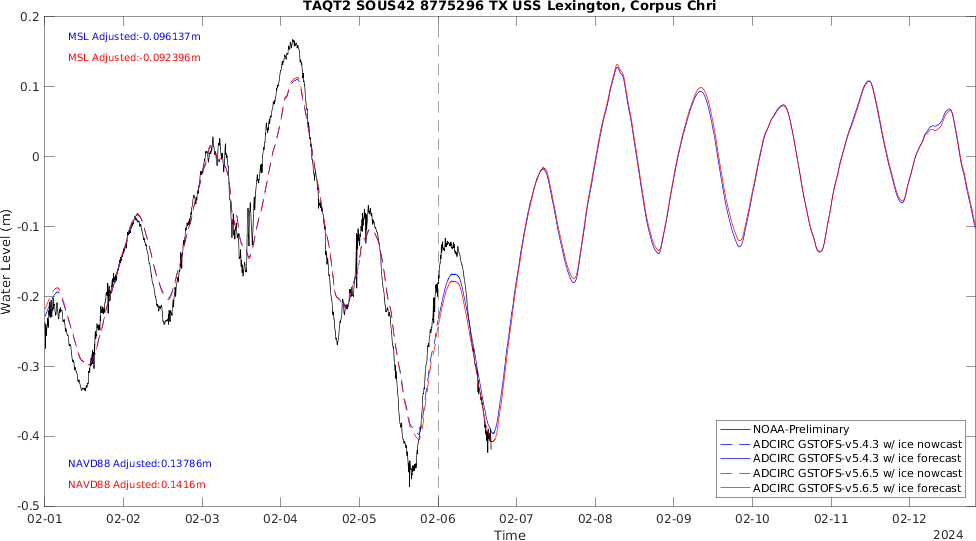 TAQT2 SOUS42 8775296 TX USS Lexington, Corpus Chri
0.2
MSL Adjusted:-0.096137m
MSL Adjusted:-0.092396m
0.1
0
-0.1
Water Level (m)
-0.2
-0.3
-0.4
NOAA-Preliminary
ADCIRC GSTOFS-v5.4.3 w/ ice nowcast
ADCIRC GSTOFS-v5.4.3 w/ ice forecast
ADCIRC GSTOFS-v5.6.5 w/ ice nowcast
ADCIRC GSTOFS-v5.6.5 w/ ice forecast
NAVD88 Adjusted:0.13786m
NAVD88 Adjusted:0.1416m
-0.5
02-01 02-02 02-03 02-04 02-05 02-06 02-07 02-08 02-09 02-10 02-11 02-12
Time
2024